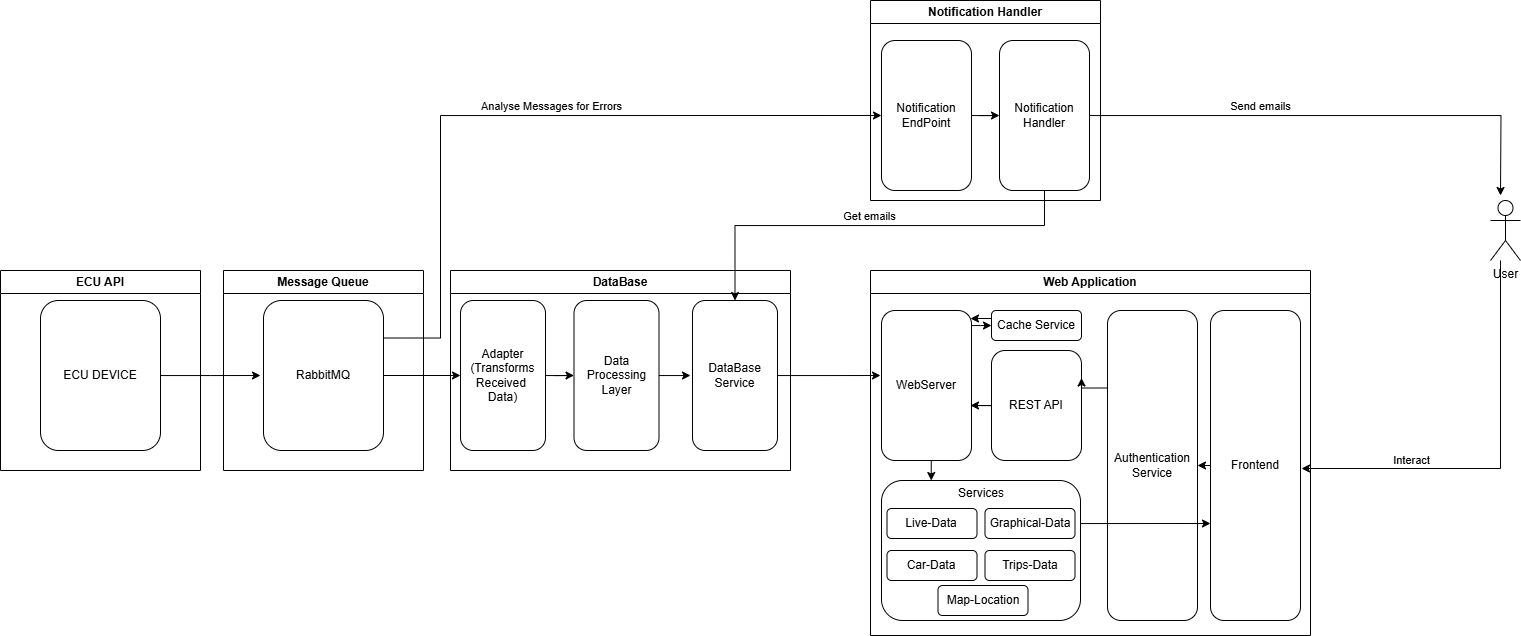 Notification Handler
Notification
EndPoint
Notification
Handler
Analyse Messages for Errors
Send emails
Get emails
User
ECU API
ECU DEVICE
Message Queue
RabbitMQ
DataBase
Adapter
(Transforms
Received
Data)
Data
Processing
Layer
DataBase
Service
Web Application
WebServer
Cache Service
REST API
Authentication
Service
Frontend
Interact
Services
Live-Data
Graphical-Data
Car-Data
Trips-Data
Map-Location